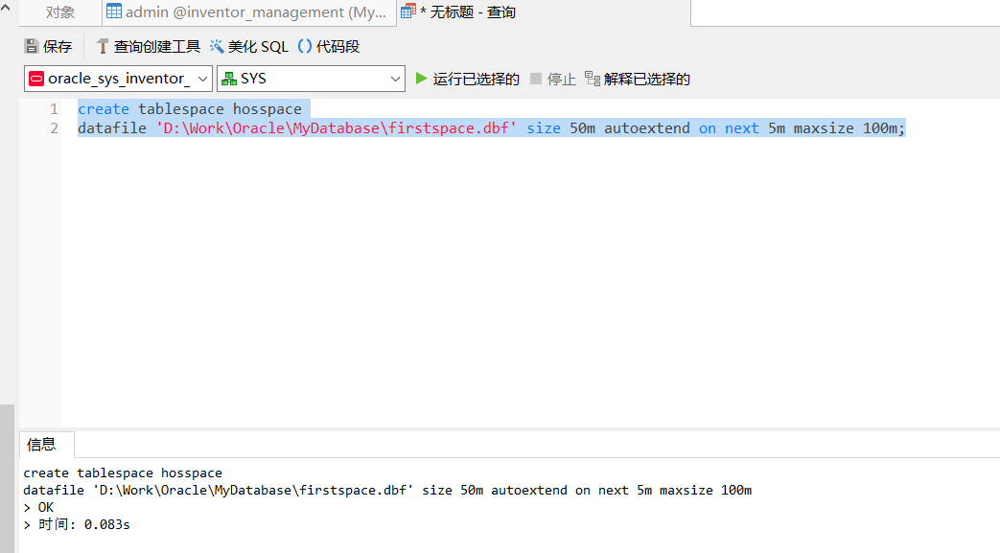 对象
admin @inventor_management (My...
* 无标题 - 查询
保存
查询创建工具
美化 SQL
() 代码段
oracle_sys_inventor_
SYS
运行已选择的
停止
解释已选择的
1 create tablespace hosspace
2 datafile 'D:\Work\Oracle\MyDatabase\firstspace.dbf' size 50m autoextend on next 5m maxsize 100m;
信息
create tablespace hosspace
datafile 'D:\Work\Oracle\MyDatabase\firstspace.dbf' size 50m autoextend on next 5m maxsize 100m
> OK
> 时间: 0.083s